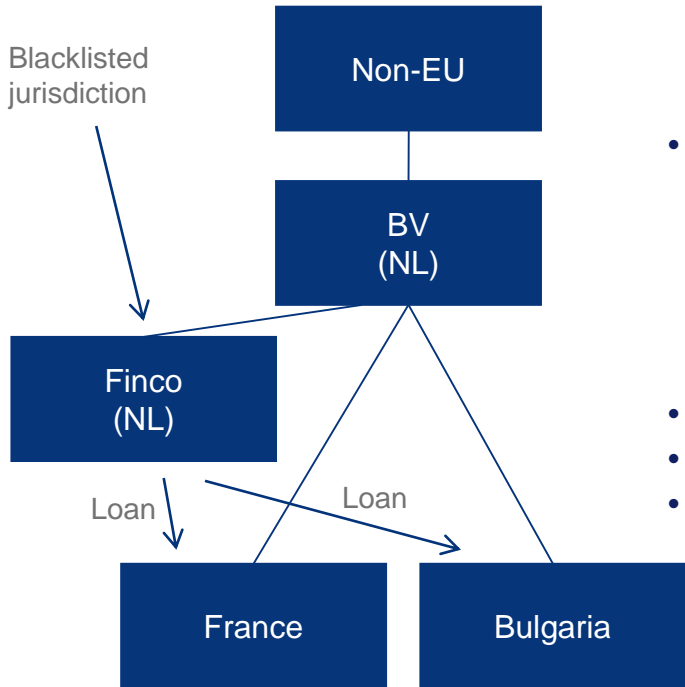 Blacklisted
jurisdiction
Non-EU
BV
(NL)
Finco
(NL)
Loan
Loan
France
Bulgaria
•
•
•
•